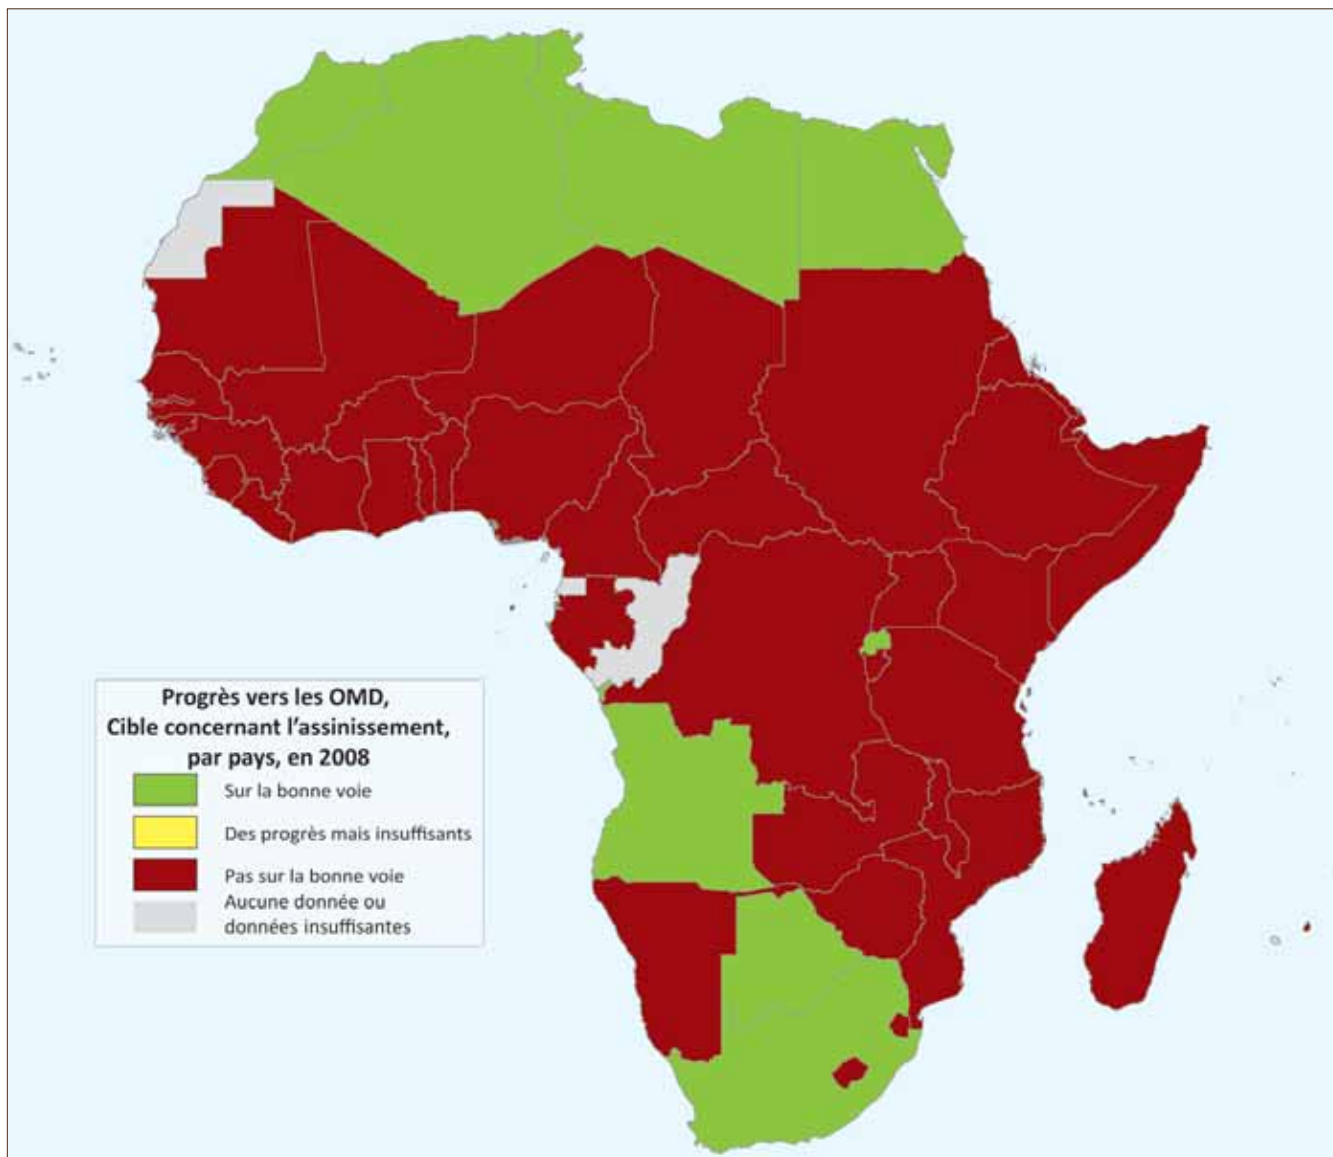 Progrès vers les OMD,
Cible concernant l'assinissement,
par pays, en 2008
Sur la bonne voie
Des progrès mais insuffisants
Pas sur la bonne voie
Aucune donnée ou
données insuffisantes